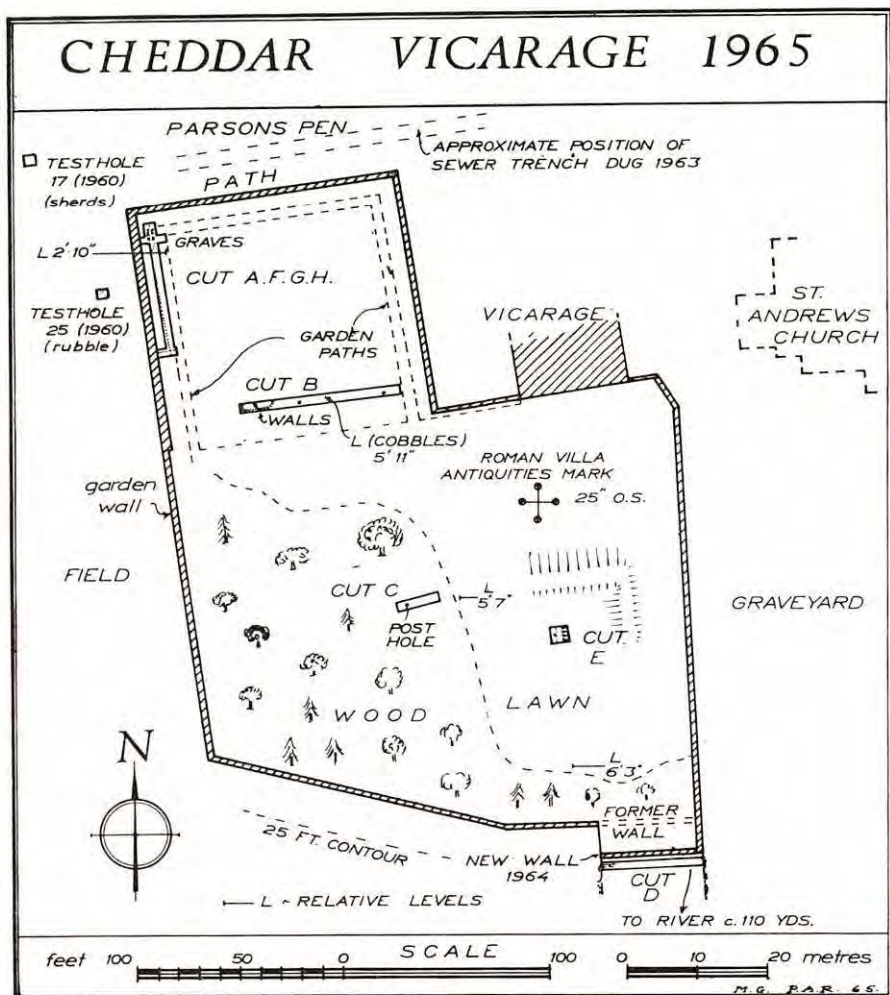 CHEDDAR VICARAGE 1965
PARSONS PEN
APPROXIMATE POSITION OF
SEWER TRENCH DUG 1963
TESTHOLE
17 (1960)
(sherds)
PATH
L 2'·10"
GRAVES
CUT A.F.G.H.
TESTHOLE
25 (1960)
(rubble)
GARDEN
PATHS
VICARAGE
ST.
ANDREWS
CHURCH
CUT B
WALLS
L (COBBLES)
5' 11"
ROMAN VILLA
ANTIQUITIES MARK
25" O.S.
garden
wall
FIELD
CUT C
POST
HOLE
L
5' 7"
CUT
E
GRAVEYARD
LAWN
WOOD
L
6' 3"
N
FORMER
WALL
25 FT. CONTOUR
NEW WALL
1964
CUT
D
L ~ RELATIVE LEVELS
TO RIVER c. 110 YDS.
SCALE
feet 100 50 0 100 0 10 20 metres
M.G. P.A.R. 65.